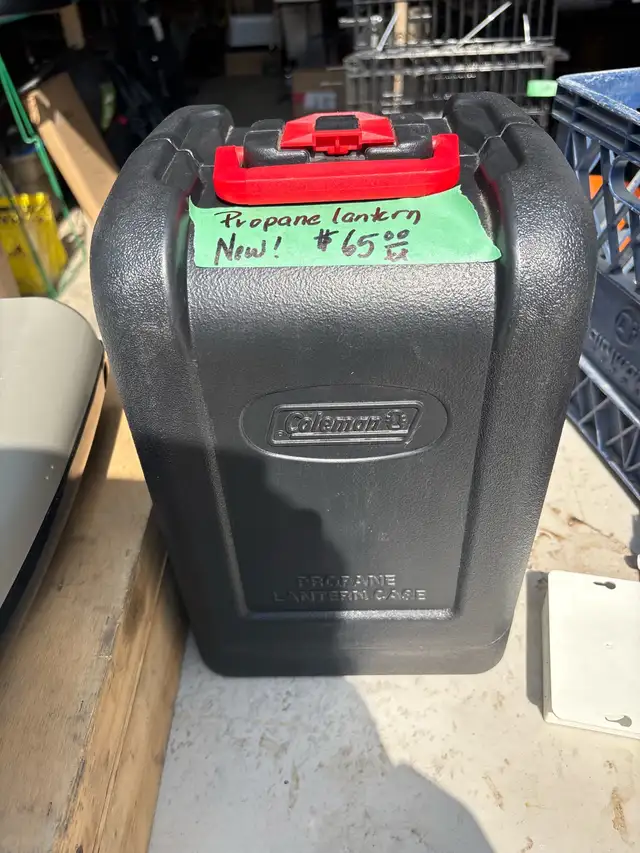 Propane lantern
New! $65.00
Coleman
PROPANE
LANTERN CASE